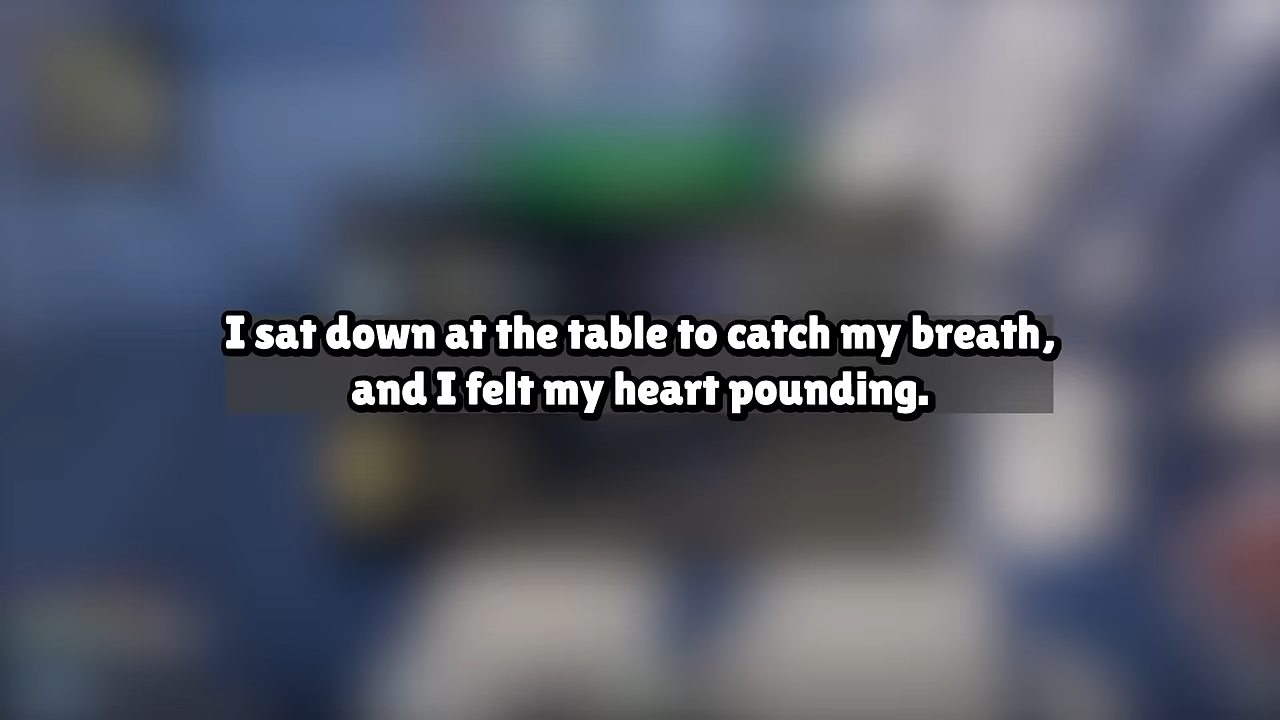 I sat down at the table to catch my breath,
and I felt my heart pounding.